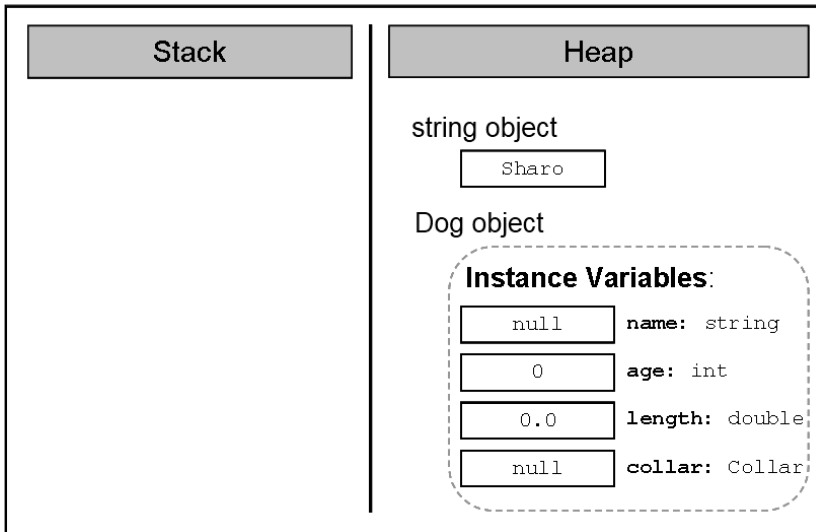 Stack
Heap
string object
Sharo
Dog object
Instance Variables:
null name: string
0 age: int
0.0 length: double
null collar: Collar